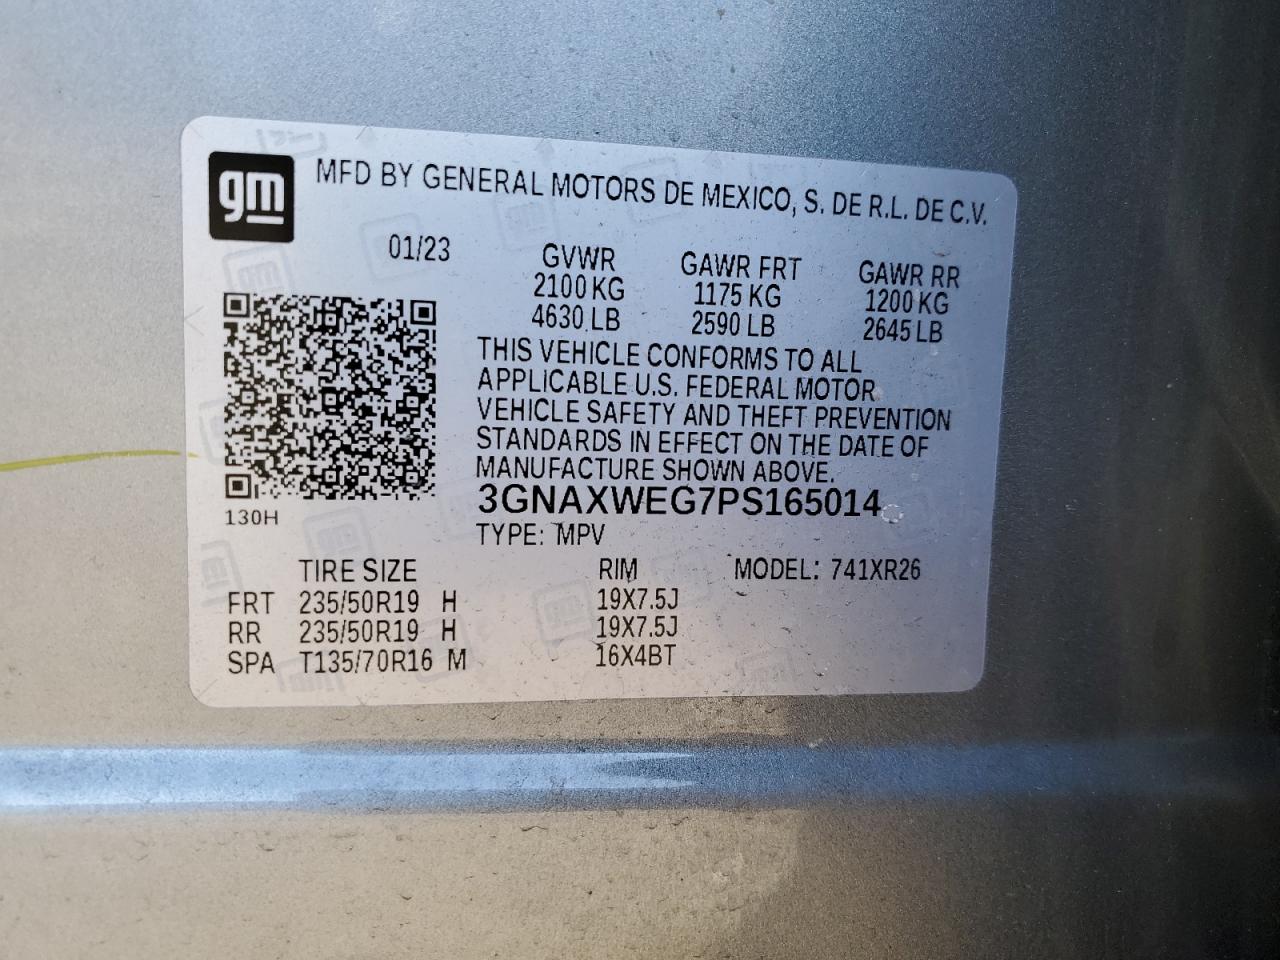 gm MFD BY GENERAL MOTORS DE MEXICO, S. DE R.L. DE C.V.
01/23 GVWR GAWR FRT GAWR RR
2100 KG 1175 KG 1200 KG
4630 LB 2590 LB 2645 LB
THIS VEHICLE CONFORMS TO ALL
APPLICABLE U.S. FEDERAL MOTOR
VEHICLE SAFETY AND THEFT PREVENTION
STANDARDS IN EFFECT ON THE DATE OF
MANUFACTURE SHOWN ABOVE.
3GNAXWEG7PS165014
130H
TYPE: MPV
TIRE SIZE RIM MODEL: 741XR26
FRT 235/50R19 H 19X7.5J
RR 235/50R19 H 19X7.5J
SPA T135/70R16 M 16X4BT